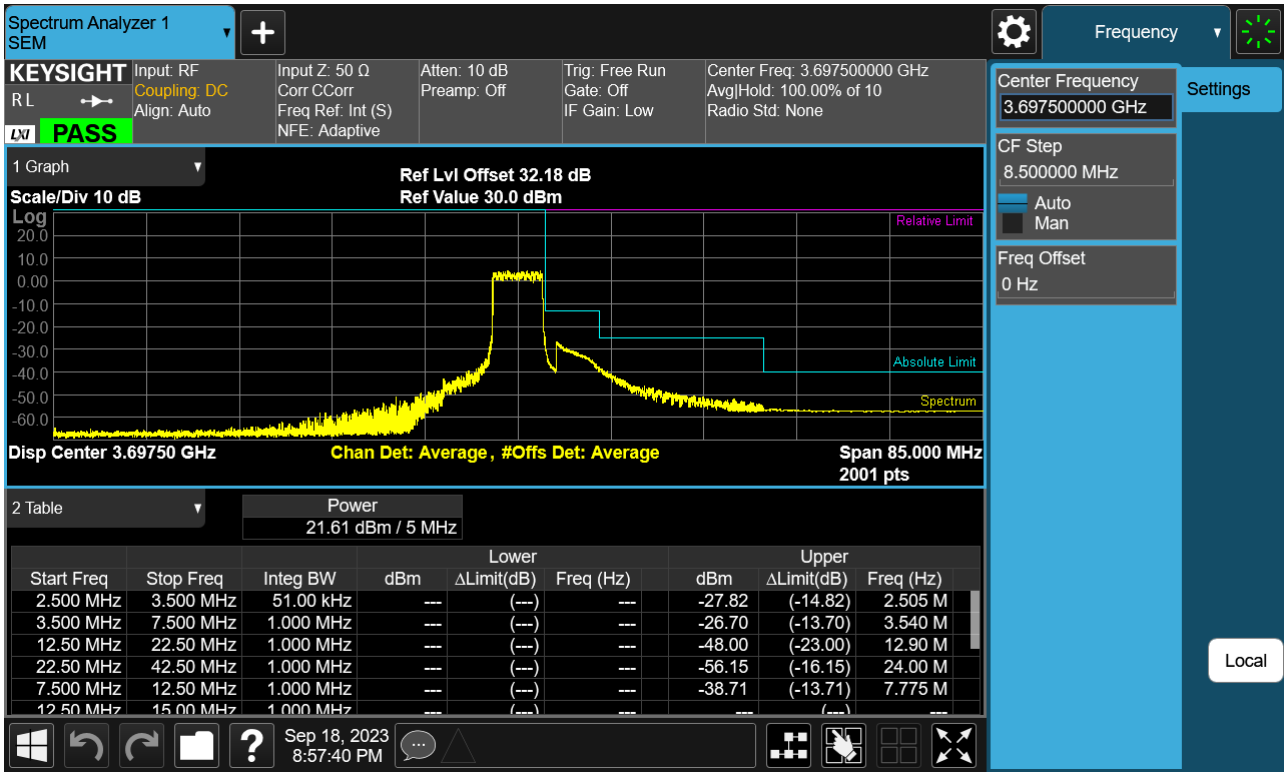 Spectrum Analyzer 1
SEM
+
Frequency
KEYSIGHT
RL
LXI PASS
Input: RF
Coupling: DC
Align: Auto
Input Z: 50 Ω
Corr CCorr
Freq Ref: Int (S)
NFE: Adaptive
Atten: 10 dB
Preamp: Off
Trig: Free Run
Gate: Off
IF Gain: Low
Center Freq: 3.697500000 GHz
Avg|Hold: 100.00% of 10
Radio Std: None
Center Frequency
3.697500000 GHz
Settings
CF Step
8.500000 MHz
Auto
Man
Freq Offset
0 Hz
Local
1 Graph
Scale/Div 10 dB
Ref Lvl Offset 32.18 dB
Ref Value 30.0 dBm
Log
20.0
10.0
0.00
-10.0
-20.0
-30.0
-40.0
-50.0
-60.0
Relative Limit
Absolute Limit
Spectrum
Disp Center 3.69750 GHz
Chan Det: Average, #Offs Det: Average
Span 85.000 MHz
2001 pts
2 Table
Power
21.61 dBm / 5 MHz
Lower Upper
Start Freq Stop Freq Integ BW dBm ΔLimit(dB) Freq (Hz) dBm ΔLimit(dB) Freq (Hz)
2.500 MHz 3.500 MHz 51.00 kHz --- (---) --- -27.82 (-14.82) 2.505 M
3.500 MHz 7.500 MHz 1.000 MHz --- (---) --- -26.70 (-13.70) 3.540 M
12.50 MHz 22.50 MHz 1.000 MHz --- (---) --- -48.00 (-23.00) 12.90 M
22.50 MHz 42.50 MHz 1.000 MHz --- (---) --- -56.15 (-16.15) 24.00 M
7.500 MHz 12.50 MHz 1.000 MHz --- (---) --- -38.71 (-13.71) 7.775 M
12.50 MHz 15.00 MHz 1.000 MHz --- (---) --- --- (---) ---
?
Sep 18, 2023
8:57:40 PM